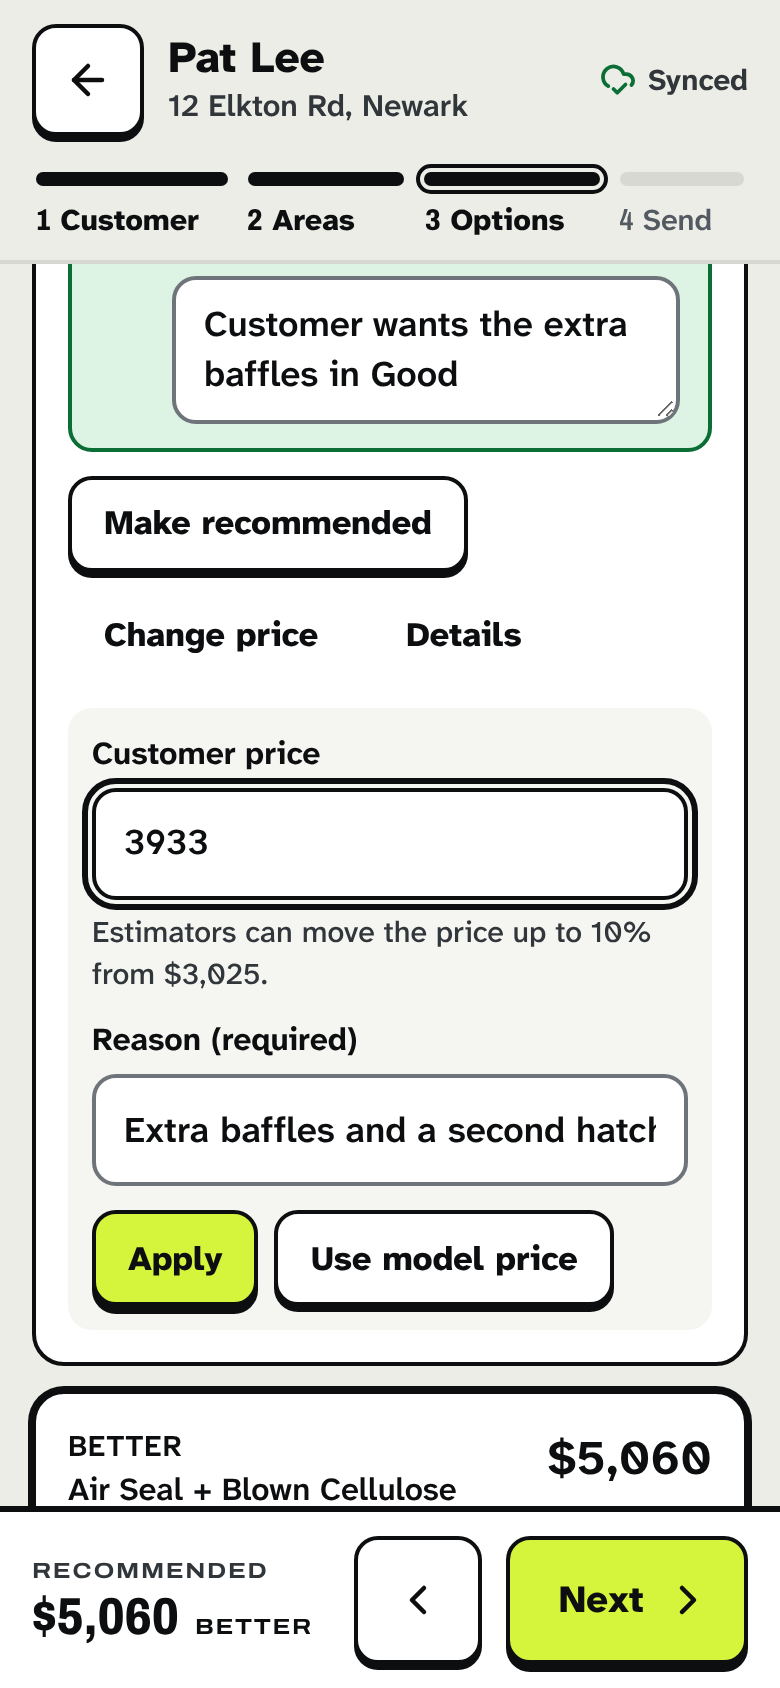 Pat Lee
12 Elkton Rd, Newark
Synced
1 Customer
2 Areas
3 Options
4 Send
Customer wants the extra
baffles in Good
Make recommended
Change price
Details
Customer price
3933
Estimators can move the price up to 10%
from $3,025.
Reason (required)
Extra baffles and a second hatch
Apply
Use model price
BETTER
$5,060
Air Seal + Blown Cellulose
RECOMMENDED
$5,060 BETTER
Next